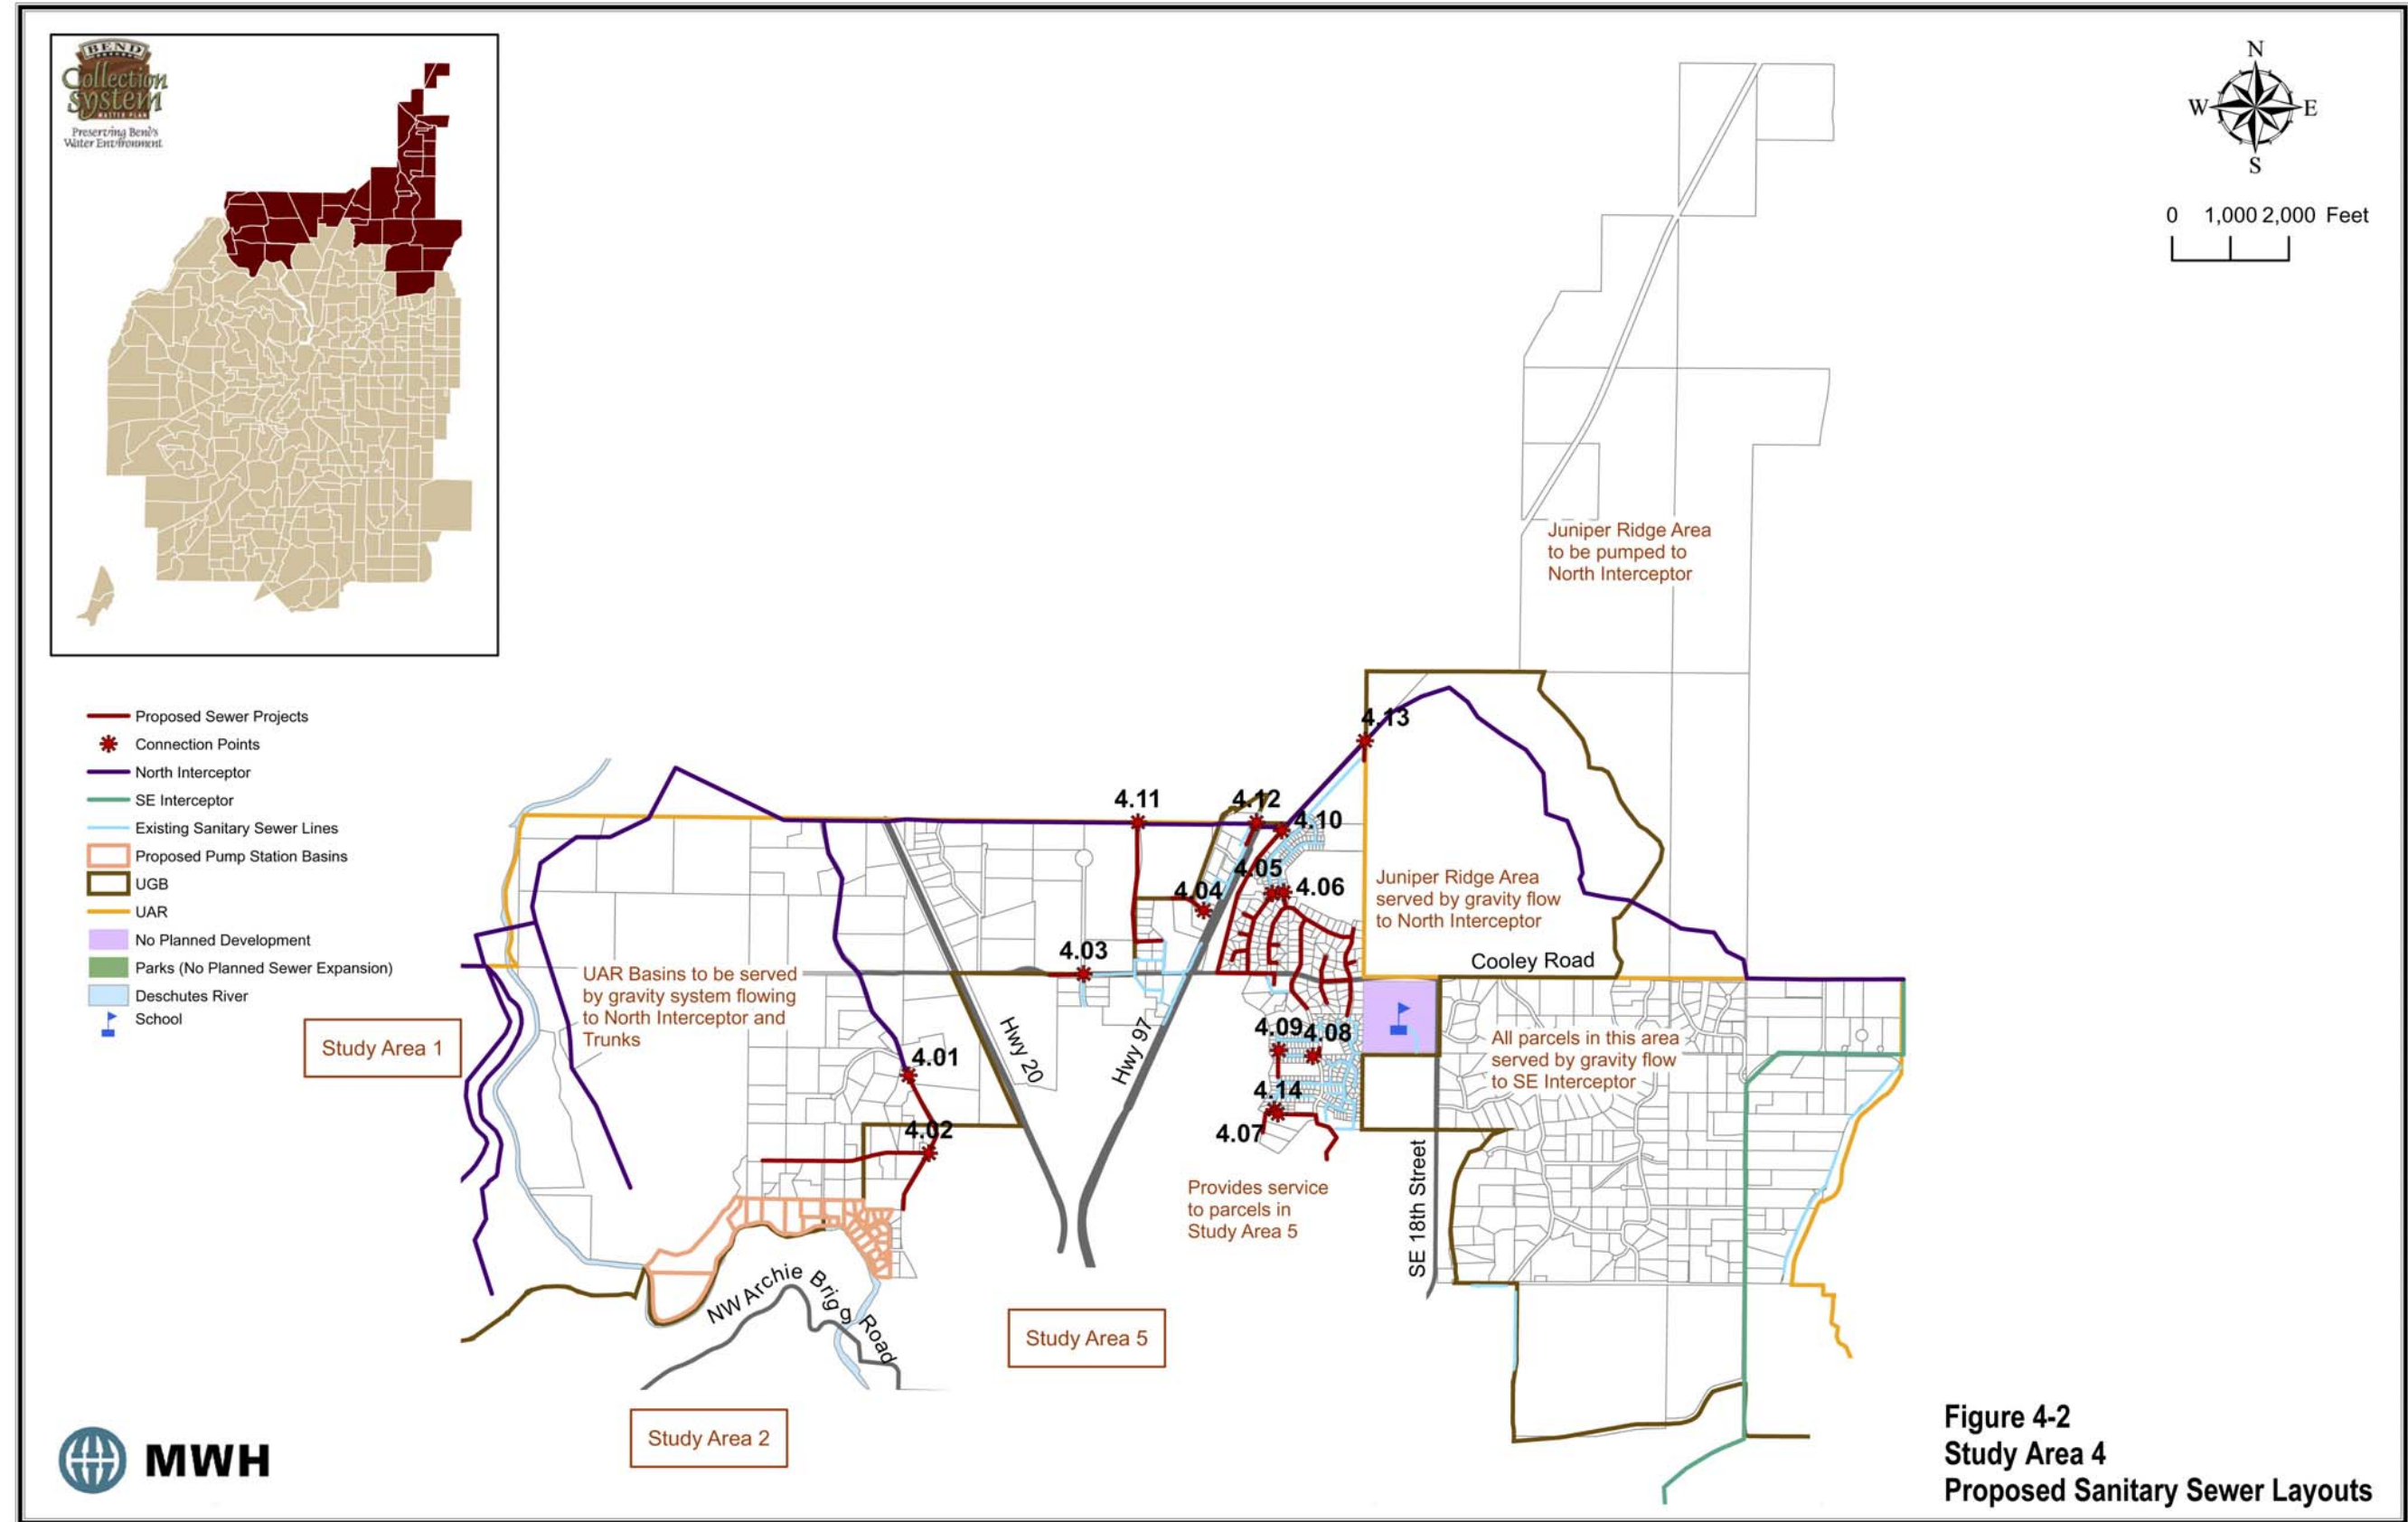 BEND
Collection
System
MASTER PLAN
Preserving Bend's
Water Environment
N
W E
S
0 1,000 2,000 Feet
Juniper Ridge Area
to be pumped to
North Interceptor
Proposed Sewer Projects
Connection Points
North Interceptor
SE Interceptor
Existing Sanitary Sewer Lines
Proposed Pump Station Basins
UGB
UAR
No Planned Development
Parks (No Planned Sewer Expansion)
Deschutes River
School
4.13
4.11
4.12
4.10
4.05
4.04
4.06
Juniper Ridge Area
served by gravity flow
to North Interceptor
4.03
Cooley Road
UAR Basins to be served
by gravity system flowing
to North Interceptor and
Trunks
Study Area 1
Hwy 20
Hwy 97
4.09
4.08
All parcels in this area
served by gravity flow
to SE Interceptor
4.01
4.14
4.02
4.07
SE 18th Street
Provides service
to parcels in
Study Area 5
NW Archie Brigg Road
Study Area 5
Study Area 2
MWH
Figure 4-2
Study Area 4
Proposed Sanitary Sewer Layouts